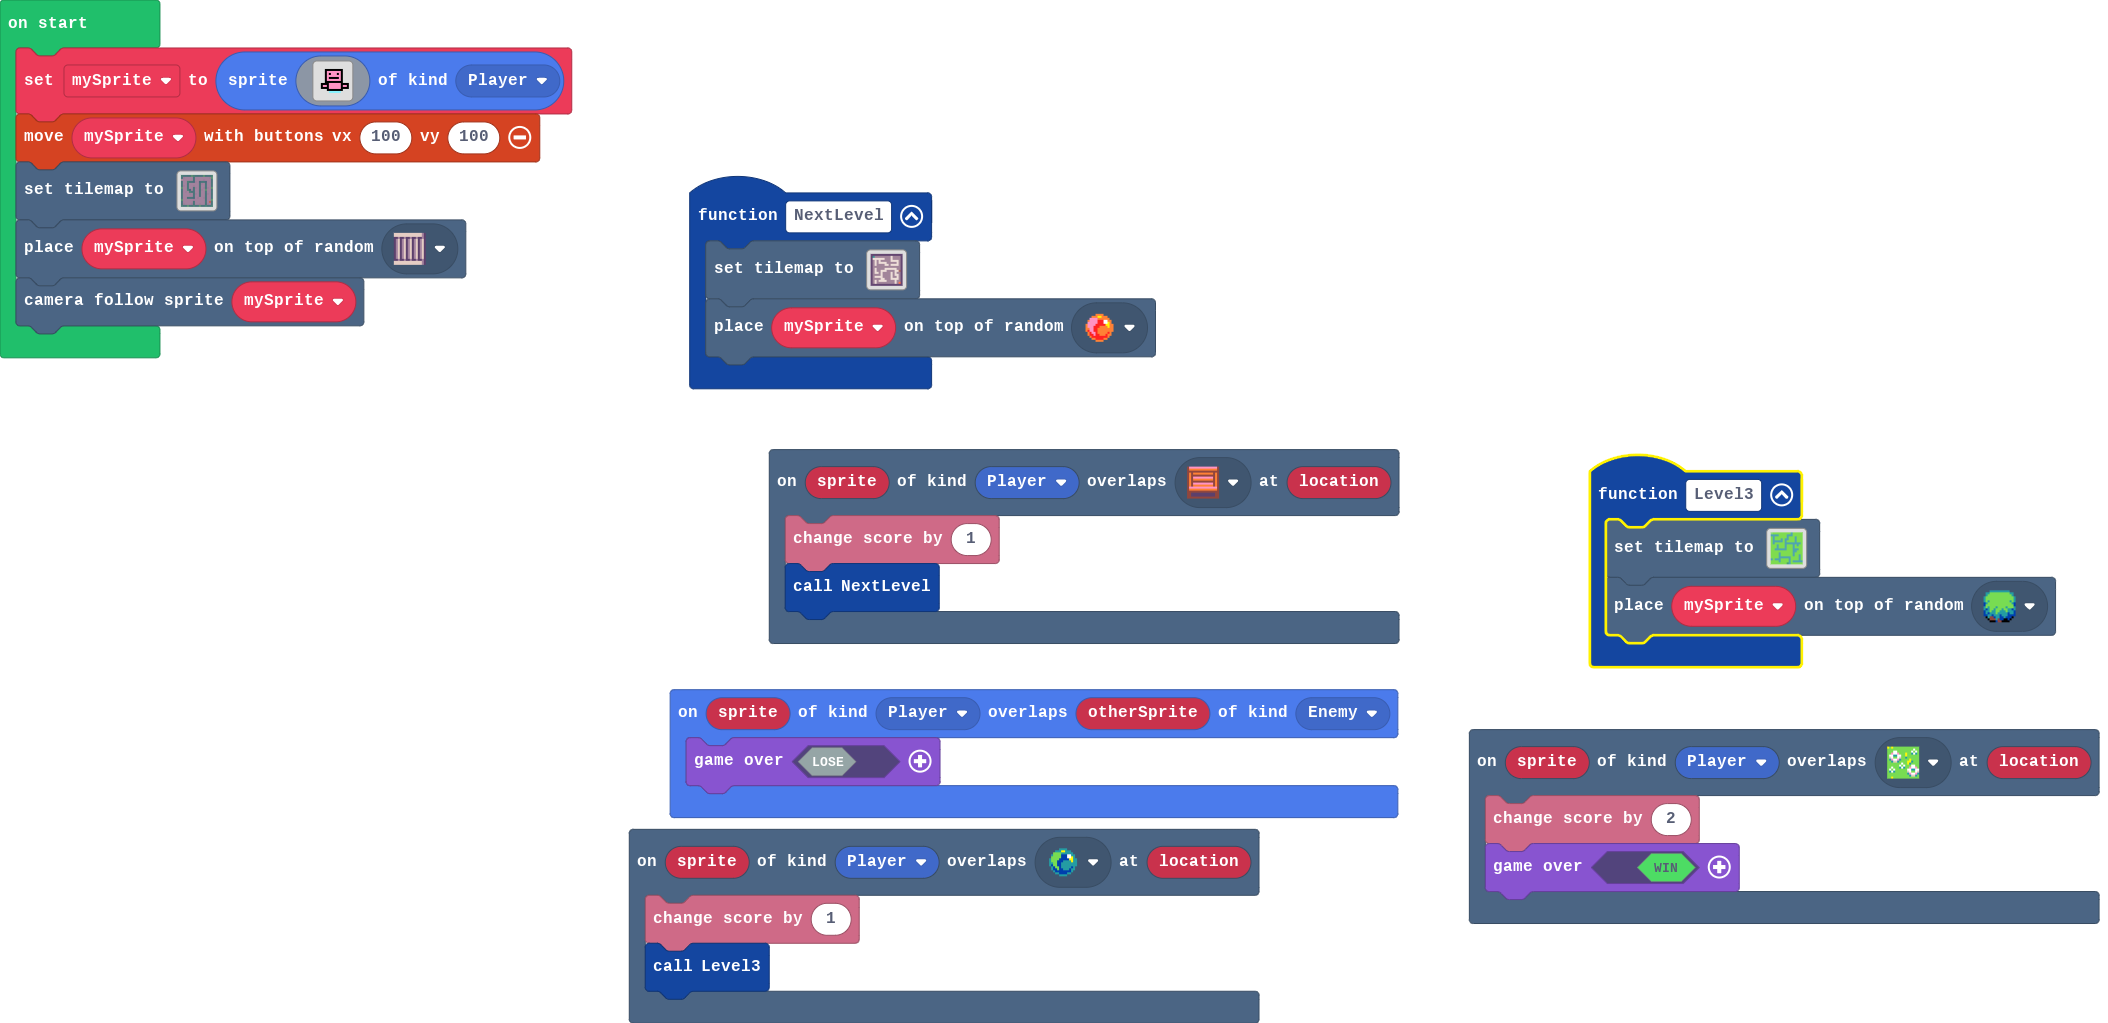 on start
set mySprite to sprite of kind Player
move mySprite with buttons vx 100 vy 100
set tilemap to
place mySprite on top of random
camera follow sprite mySprite
function NextLevel
set tilemap to
place mySprite on top of random
on sprite of kind Player overlaps at location
change score by 1
call NextLevel
on sprite of kind Player overlaps otherSprite of kind Enemy
game over LOSE
on sprite of kind Player overlaps at location
change score by 1
call Level3
function Level3
set tilemap to
place mySprite on top of random
on sprite of kind Player overlaps at location
change score by 2
game over WIN